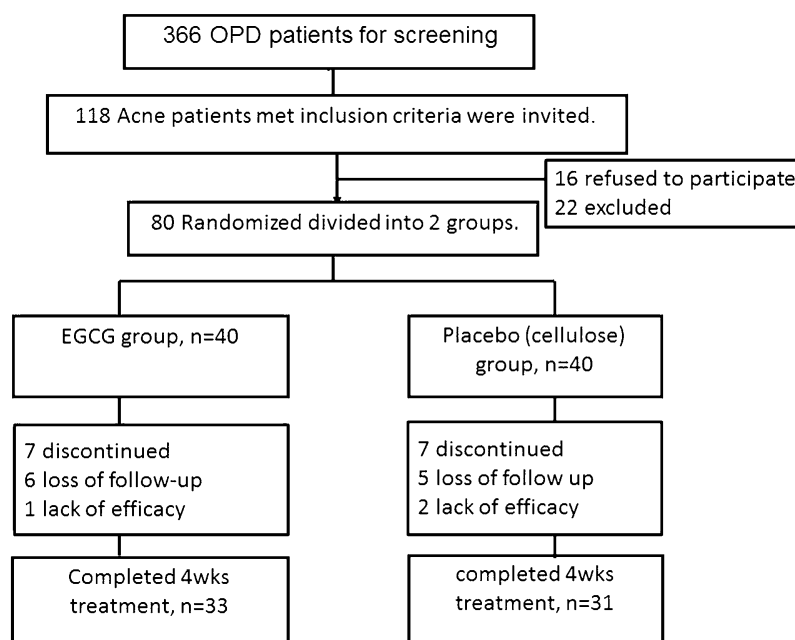 366 OPD patients for screening
118 Acne patients met inclusion criteria were invited.
16 refused to participate
22 excluded
80 Randomized divided into 2 groups.
EGCG group, n=40
Placebo (cellulose)
group, n=40
7 discontinued
6 loss of follow-up
1 lack of efficacy
7 discontinued
5 loss of follow up
2 lack of efficacy
Completed 4wks
treatment, n=33
completed 4wks
treatment, n=31